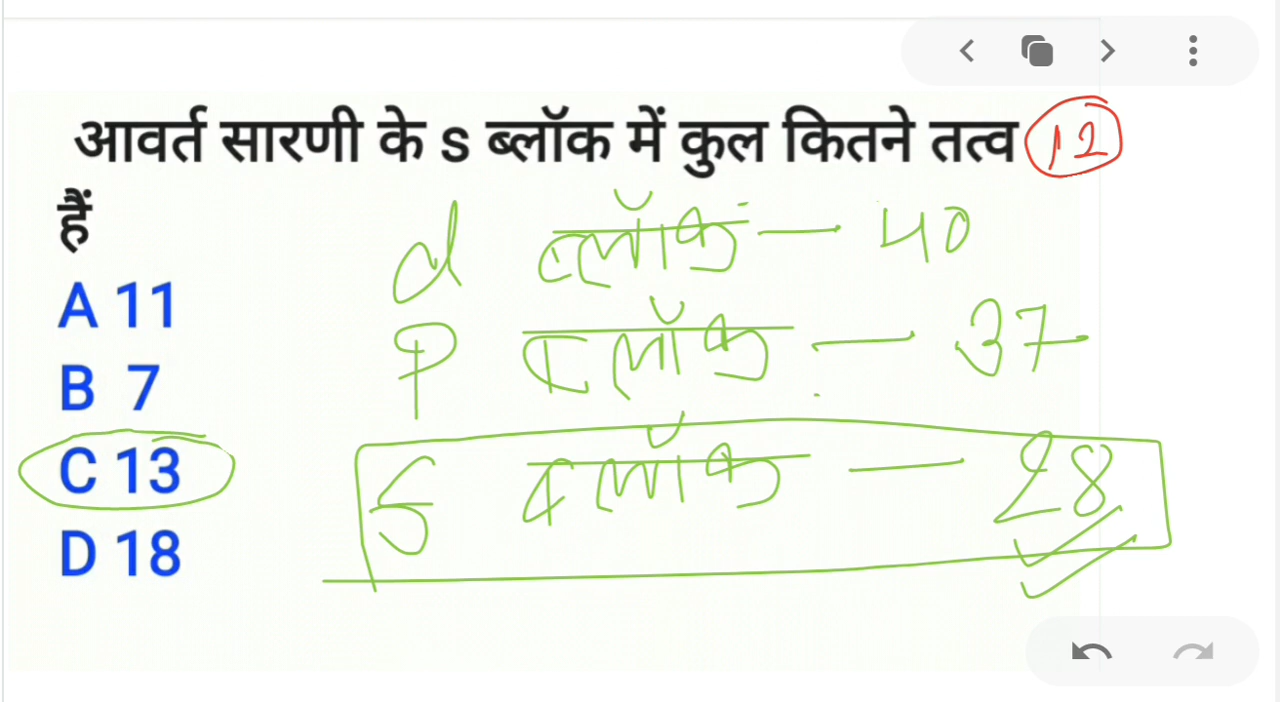 आवर्त सारणी के s ब्लॉक में कुल कितने तत्व 12
हैं
d ब्लॉक — 40
A 11
P ब्लॉक — 37
B 7
C 13
S ब्लॉक — 28
D 18